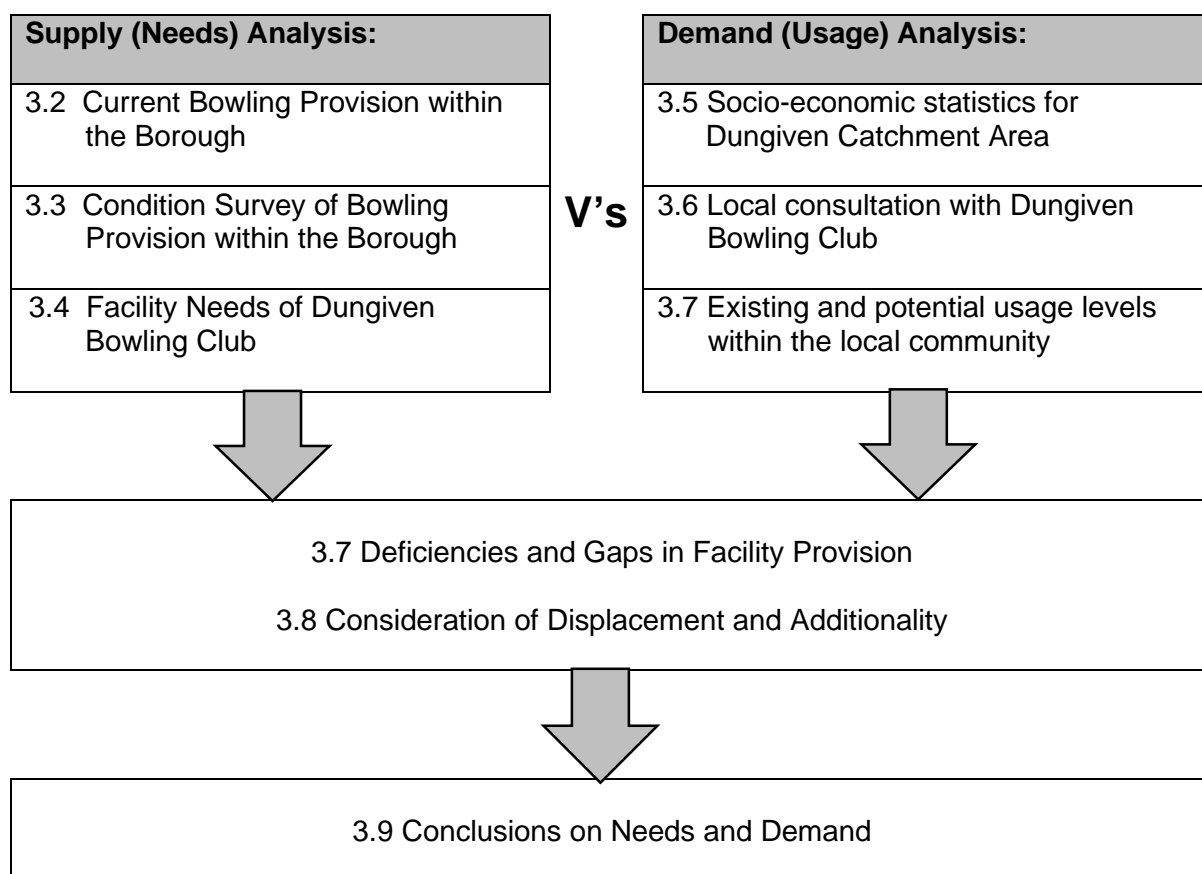 Supply (Needs) Analysis:
3.2 Current Bowling Provision within
the Borough
3.3 Condition Survey of Bowling
Provision within the Borough
3.4 Facility Needs of Dungiven
Bowling Club
V's
Demand (Usage) Analysis:
3.5 Socio-economic statistics for
Dungiven Catchment Area
3.6 Local consultation with Dungiven
Bowling Club
3.7 Existing and potential usage levels
within the local community
3.7 Deficiencies and Gaps in Facility Provision
3.8 Consideration of Displacement and Additionality
3.9 Conclusions on Needs and Demand